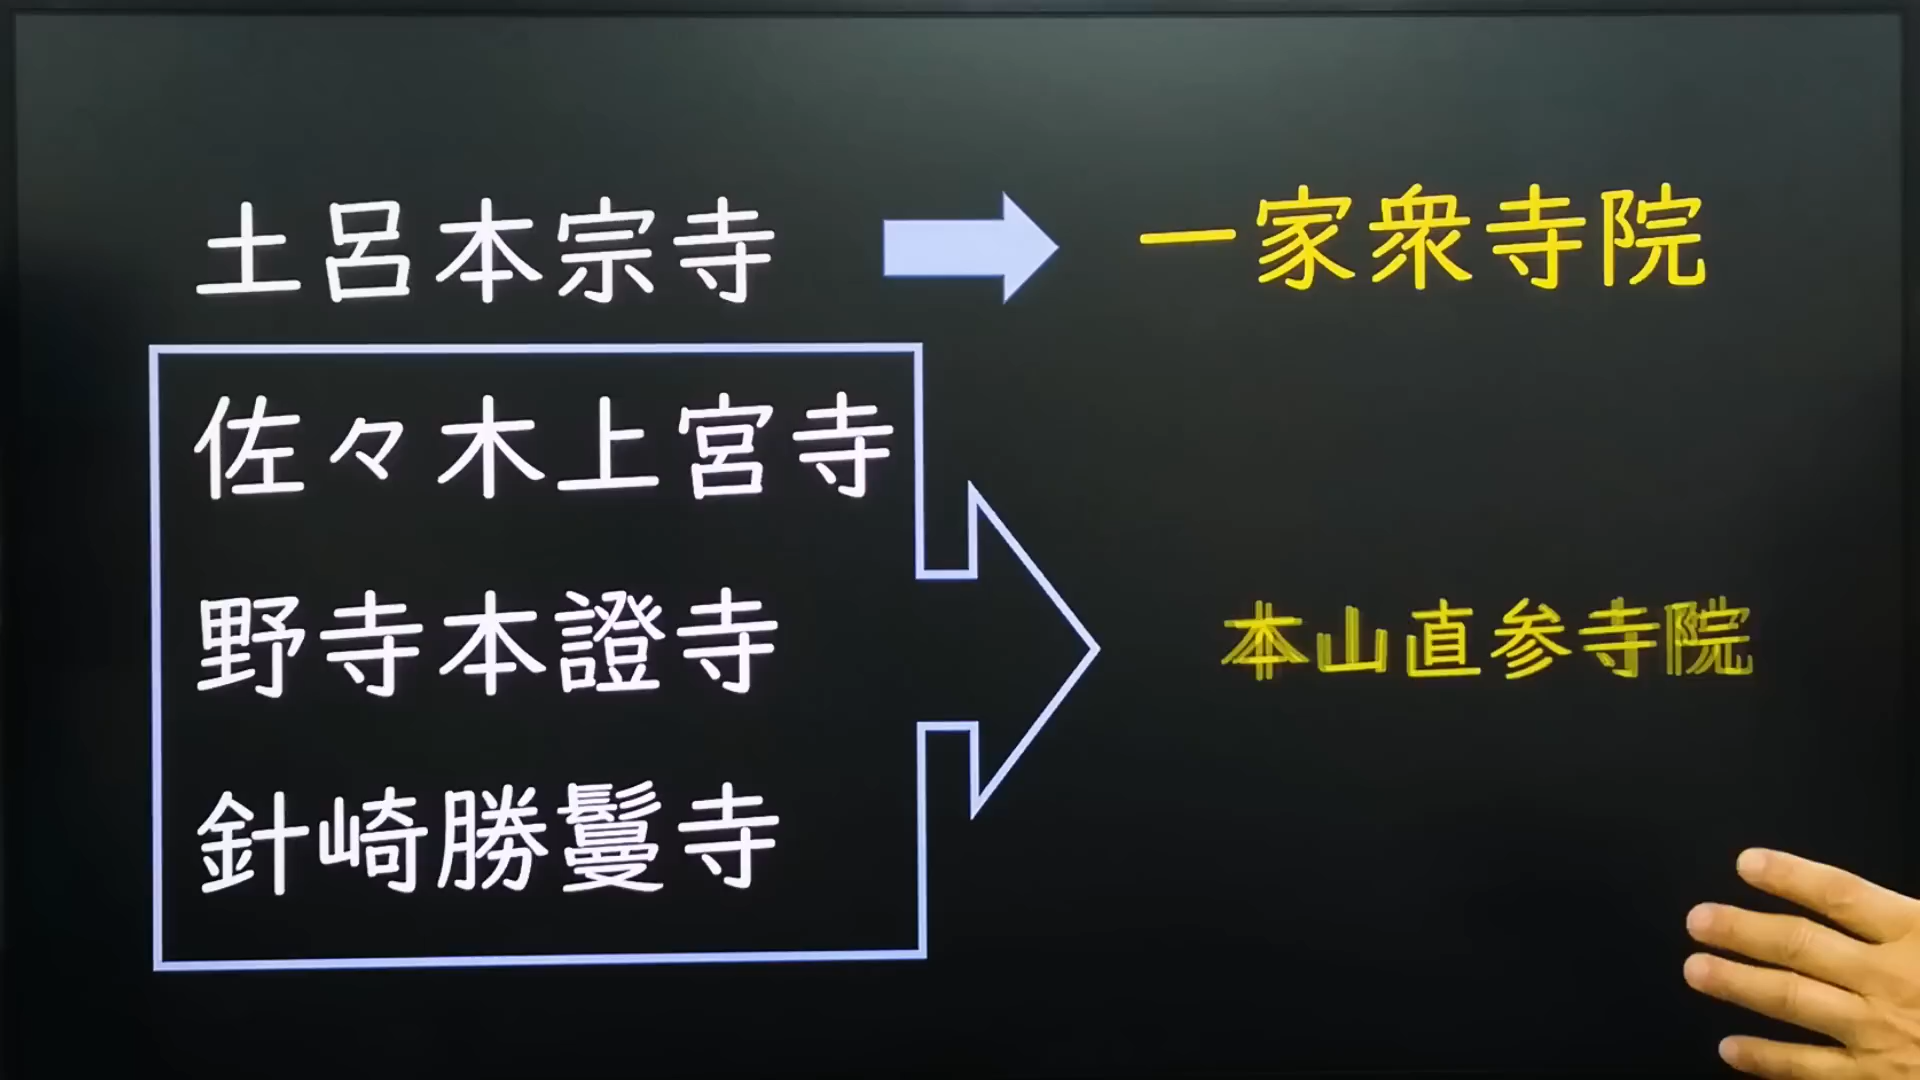 土呂本宗寺
一家衆寺院
佐々木上宮寺
野寺本證寺
本山直参寺院
針崎勝鬘寺